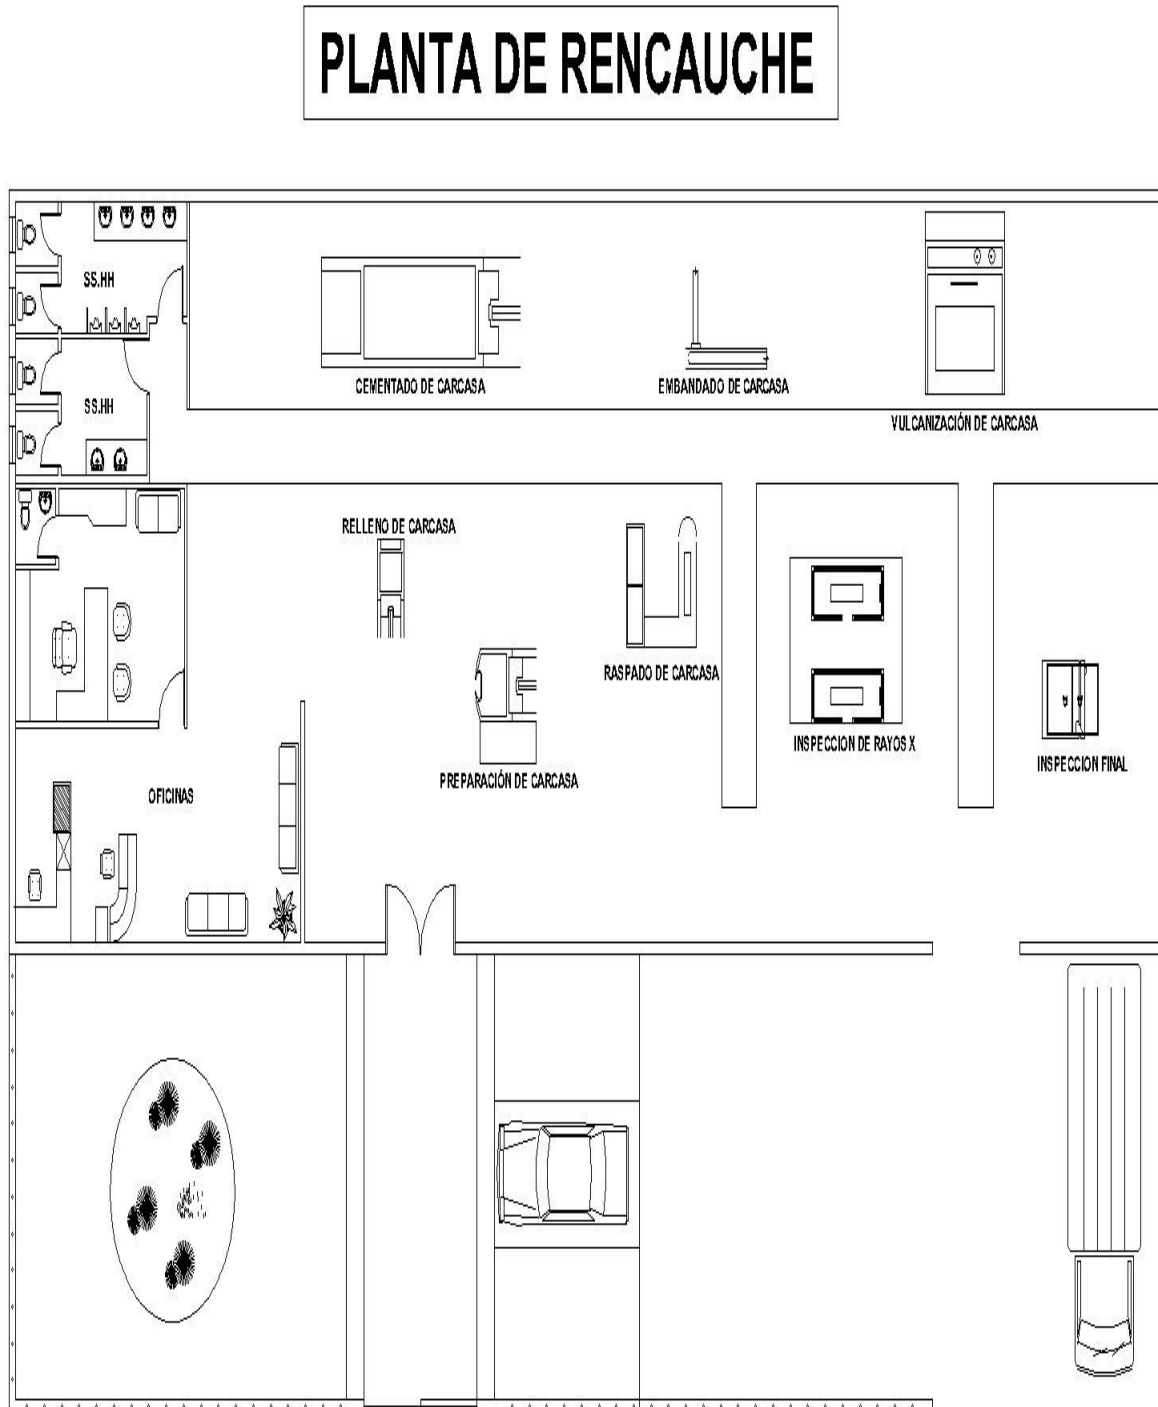 PLANTA DE RENCAUCHE
SS.HH
CEMENTADO DE CARCASA
EMBANDADO DE CARCASA
SS.HH
VULCANIZACIÓN DE CARCASA
RELLENO DE CARCASA
RASPADO DE CARCASA
INSPECCION DE RAYOS X
INSPECCION FINAL
PREPARACIÓN DE CARCASA
OFICINAS